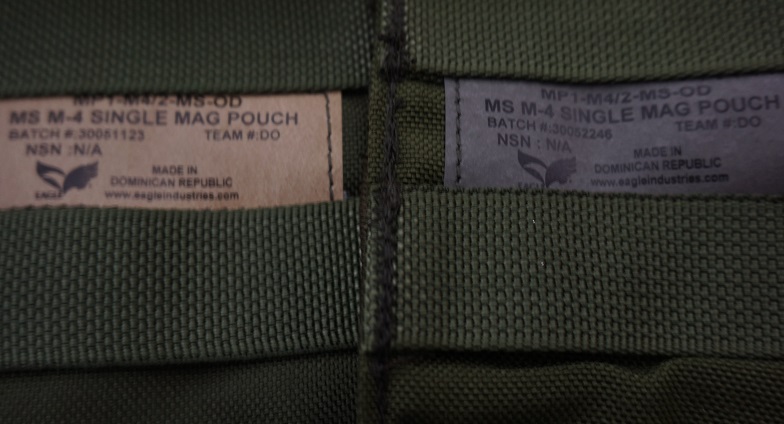 MP1-M4/2-MS-OD
MS M-4 SINGLE MAG POUCH
BATCH #:30051123 TEAM #:DO
NSN :N/A
MADE IN
DOMINICAN REPUBLIC
EAGLE www.eagleindustries.com
MP1-M4/2-MS-OD
MS M-4 SINGLE MAG POUCH
BATCH #:30052246 TEAM #:DO
NSN : N/A
MADE IN
DOMINICAN REPUBLIC
EAGLE www.eagleindustries.com